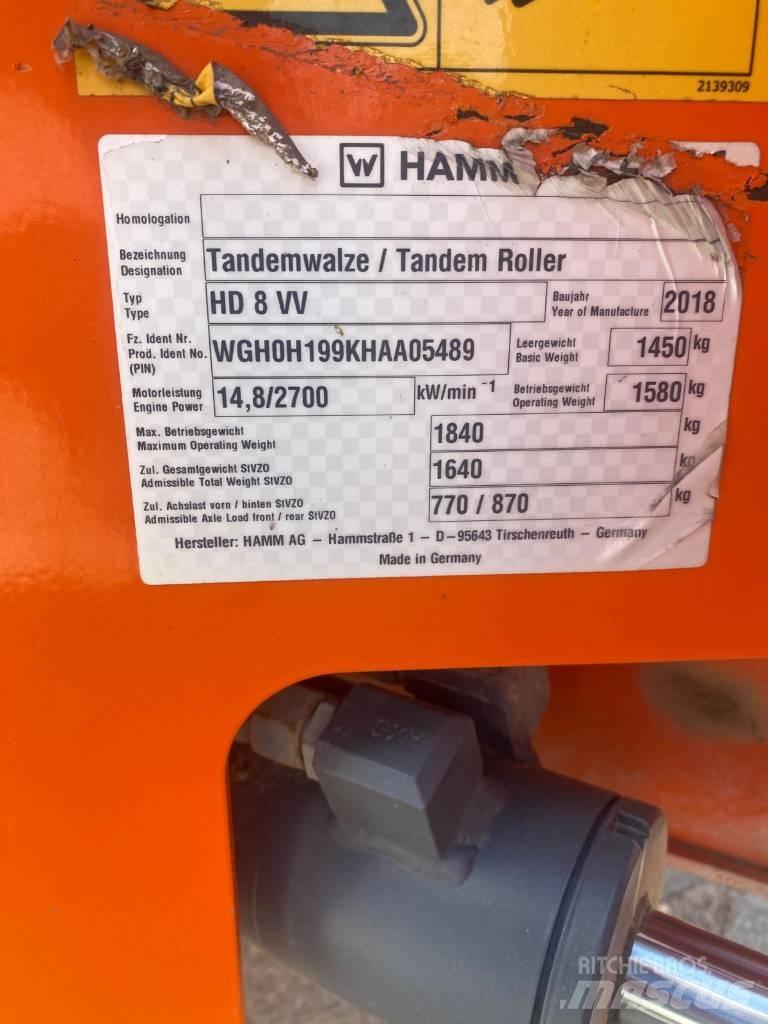 2139309
W HAMM
Homologation
Bezeichnung
Designation
Tandemwalze / Tandem Roller
Typ
Type
HD 8 VV
Baujahr
Year of Manufacture
2018
Fz. Ident Nr.
Prod. Ident No.
(PIN)
WGH0H199KHAA05489
Leergewicht
Basic Weight
1450 kg
Motorleistung
Engine Power
14,8/2700 kW/min -1
Betriebsgewicht
Operating Weight
1580 kg
Max. Betriebsgewicht
Maximum Operating Weight
1840 kg
Zul. Gesamtgewicht StVZO
Admissible Total Weight StVZO
1640 kg
Zul. Achslast vorn / hinten StVZO
Admissible Axle Load front / rear StVZO
770 / 870 kg
Hersteller: HAMM AG – Hammstraße 1 – D–95643 Tirschenreuth – Germany
Made in Germany
RITCHIE BROS.
mascus